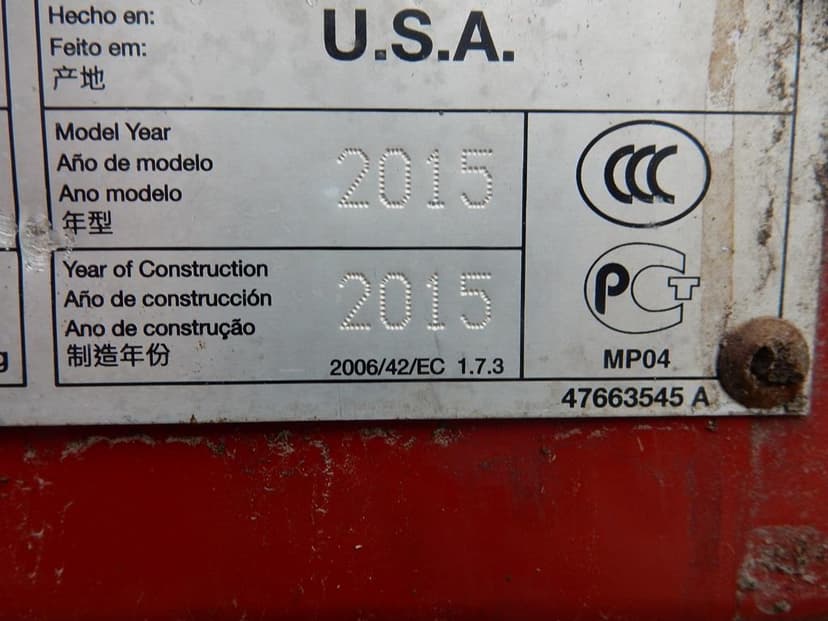 Hecho en:
Feito em:
产地
U.S.A.
Model Year
Año de modelo
Ano modelo
年型
2015
Year of Construction
Año de construcción
Ano de construção
制造年份
2015
2006/42/EC 1.7.3
CCC
PCT
MP04
47663545 A
g